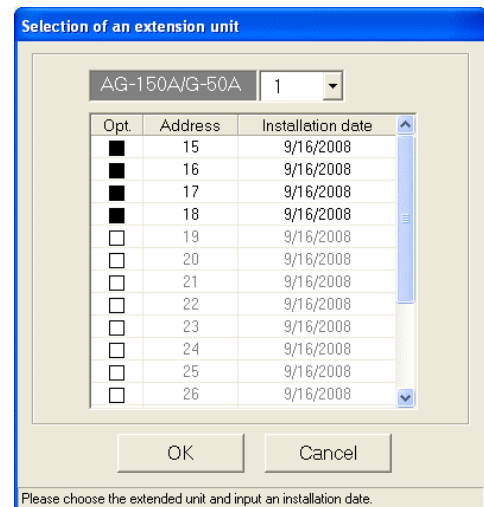 Selection of an extension unit
AG-150A/G-50A 1
Opt. Address Installation date
15 9/16/2008
16 9/16/2008
17 9/16/2008
18 9/16/2008
19 9/16/2008
20 9/16/2008
21 9/16/2008
22 9/16/2008
23 9/16/2008
24 9/16/2008
25 9/16/2008
26 9/16/2008
OK Cancel
Please choose the extended unit and input an installation date.